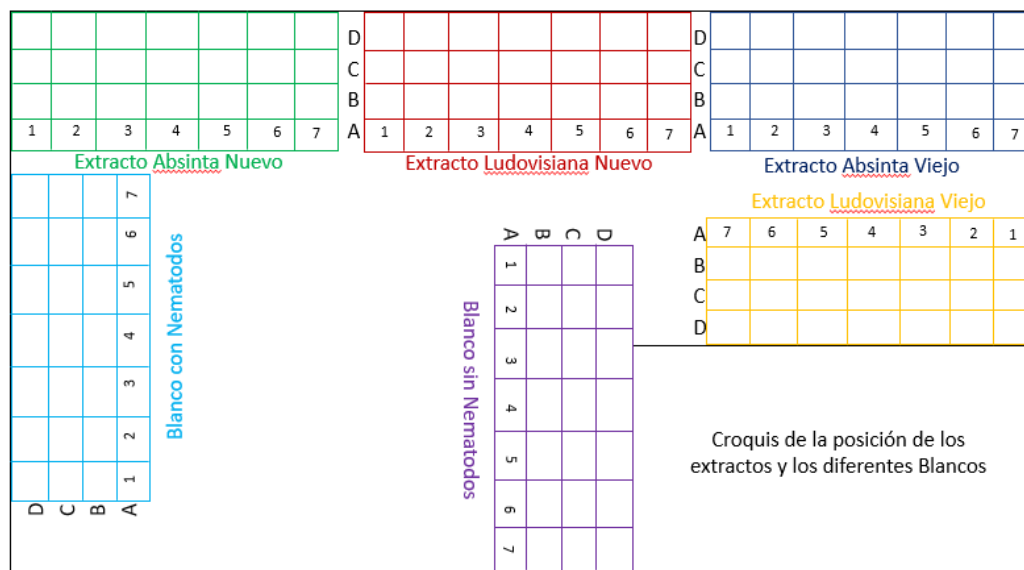 D
C
B
A
1 2 3 4 5 6 7
Extracto Absinta Nuevo
D
C
B
A
1 2 3 4 5 6 7
Extracto Ludovisiana Nuevo
1 2 3 4 5 6 7
Extracto Absinta Viejo
Extracto Ludovisiana Viejo
A 7 6 5 4 3 2 1
B
C
D
7
6
5
4
3
2
1
D C B A
Blanco con Nematodos
A B C D
1
2
3
4
5
6
7
Blanco sin Nematodos
Croquis de la posición de los
extractos y los diferentes Blancos